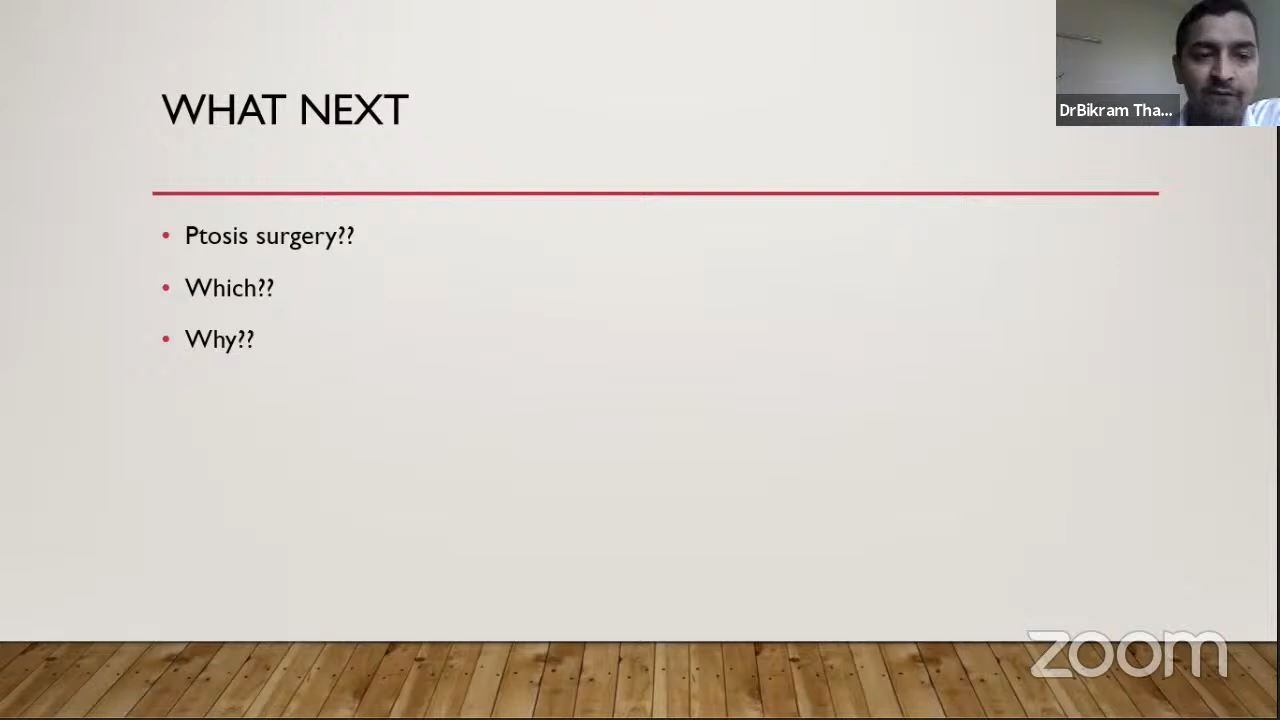 WHAT NEXT
DrBikram Tha...
• Ptosis surgery??
• Which??
• Why??
zoom